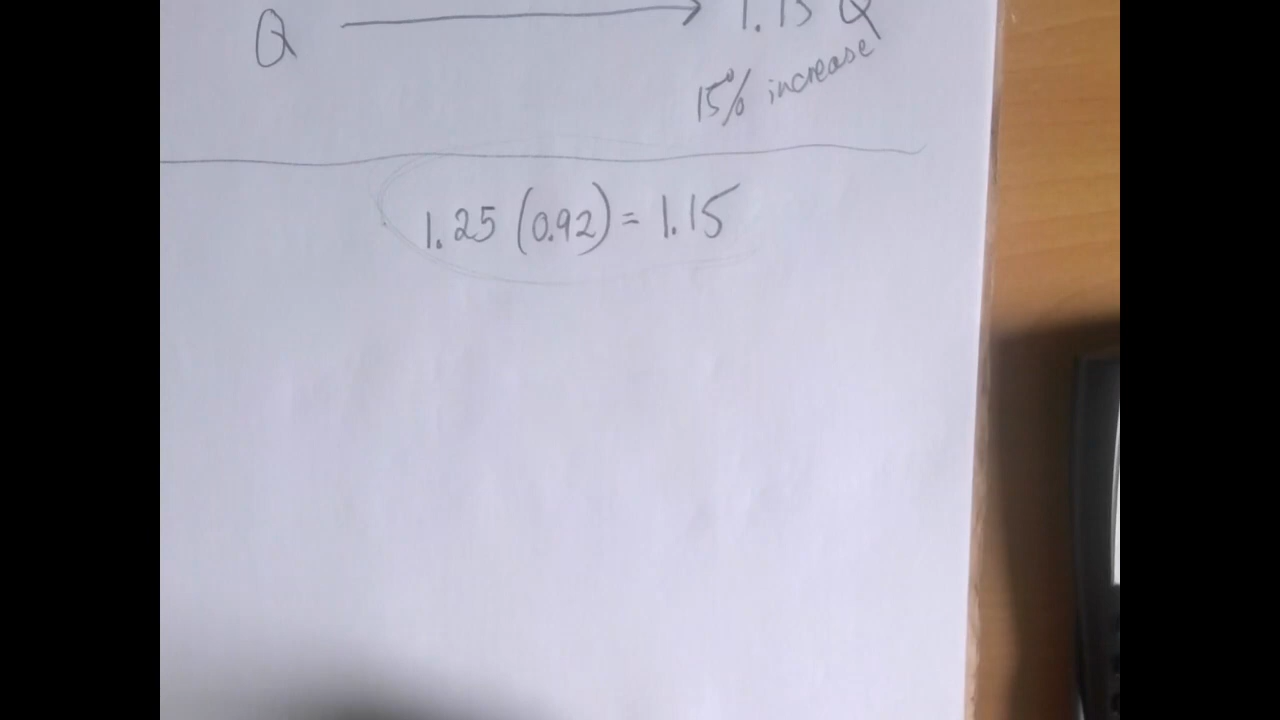 Q → 1.15 Q
15% increase
1.25 (0.92) = 1.15